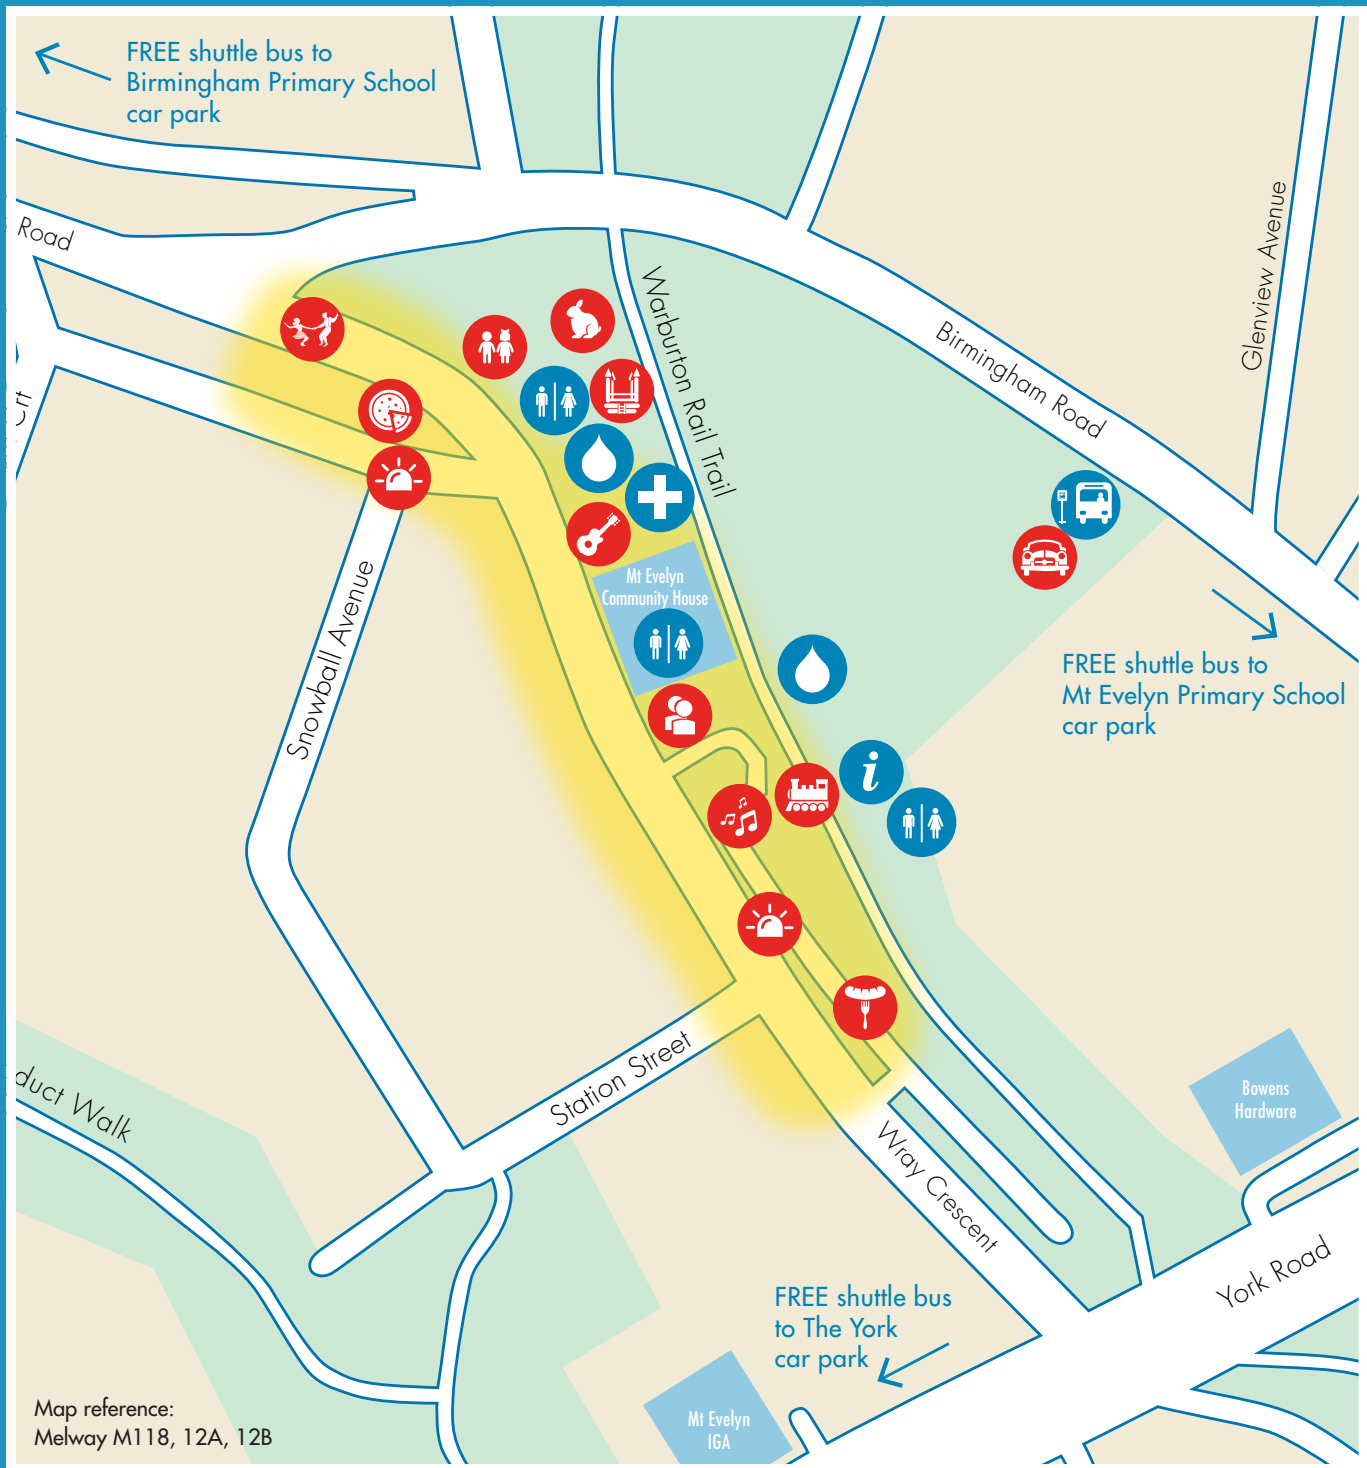 FREE shuttle bus to
Birmingham Primary School
car park
Road
Warburton Rail Trail
Birmingham Road
Glenview Avenue
Mt Evelyn
Community House
Snowball Avenue
FREE shuttle bus to
Mt Evelyn Primary School
car park
i
Station Street
duct Walk
Bowens
Hardware
Wray Crescent
York Road
FREE shuttle bus
to The York
car park
Mt Evelyn
IGA
Map reference:
Melway M118, 12A, 12B